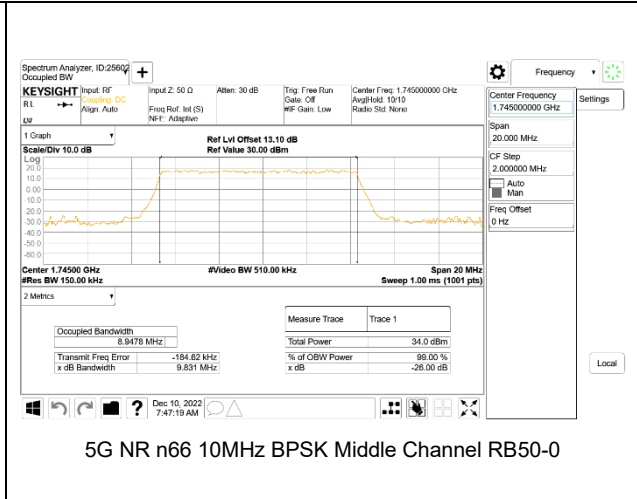 Spectrum Analyzer, ID:25602
Occupied BW
Frequency
KEYSIGHT
Input: RF
Input Z: 50 Ω
Atten: 30 dB
Trig: Free Run
Center Freq: 1.745000000 GHz
R L
Coupling: DC
Gate: Off
Avg|Hold: 10/10
Align: Auto
Freq Ref: Int (S)
#IF Gain: Low
Radio Std: None
NFE: Adaptive
Center Frequency
1.745000000 GHz
Settings
Span
20.000 MHz
CF Step
2.000000 MHz
Auto
Man
Freq Offset
0 Hz
Local
1 Graph
Ref Lvl Offset 13.10 dB
Scale/Div 10.0 dB
Ref Value 30.00 dBm
Log
20.0
10.0
0.00
-10.0
-20.0
-30.0
-40.0
-50.0
-60.0
Center 1.74500 GHz
#Video BW 510.00 kHz
Span 20 MHz
#Res BW 150.00 kHz
Sweep 1.00 ms (1001 pts)
2 Metrics
Measure Trace
Trace 1
Occupied Bandwidth
8.9478 MHz
Total Power
34.0 dBm
Transmit Freq Error
-184.62 kHz
% of OBW Power
99.00 %
x dB Bandwidth
9.831 MHz
x dB
-26.00 dB
Dec 10, 2022
7:47:19 AM
5G NR n66 10MHz BPSK Middle Channel RB50-0